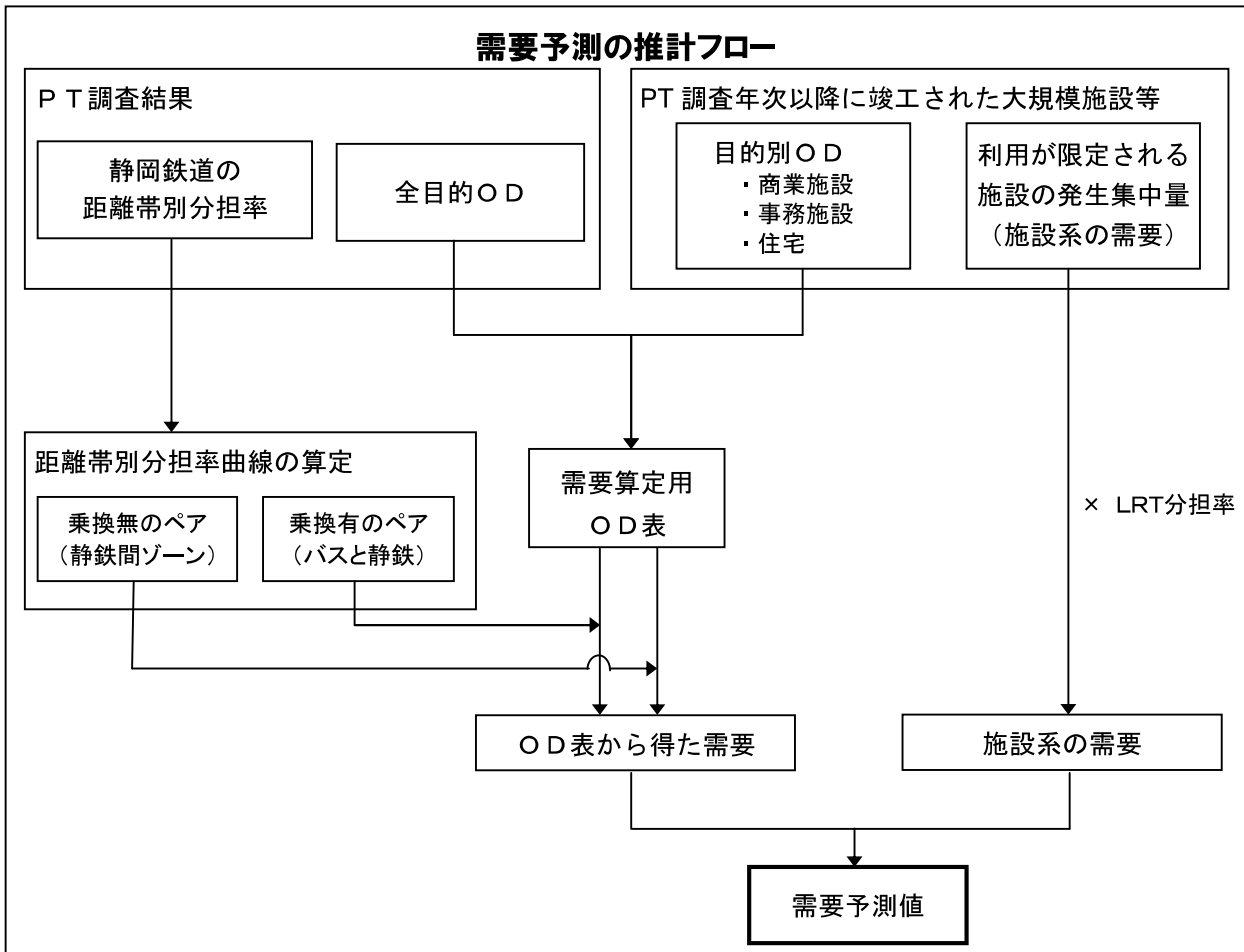 需要予測の推計フロー
ＰＴ調査結果
静岡鉄道の
距離帯別分担率
全目的ＯＤ
PT 調査年次以降に竣工された大規模施設等
目的別ＯＤ
・商業施設
・事務施設
・住宅
利用が限定される
施設の発生集中量
（施設系の需要）
距離帯別分担率曲線の算定
乗換無のペア
（静鉄間ゾーン）
乗換有のペア
（バスと静鉄）
需要算定用
ＯＤ表
× LRT分担率
ＯＤ表から得た需要
施設系の需要
需要予測値